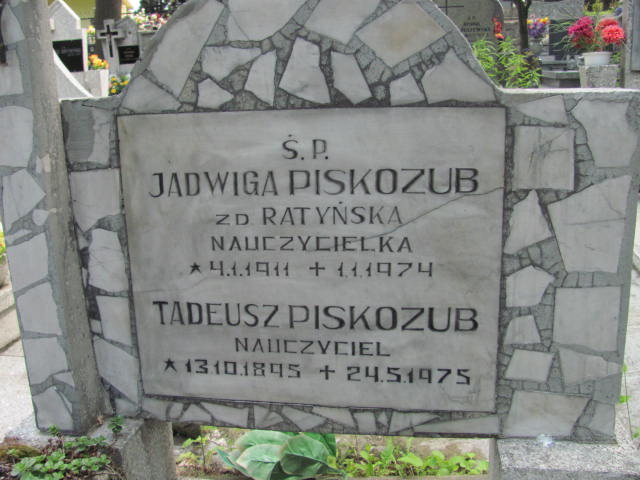 Ś.P.
JADWIGA PISKOZUB
ZD RATYŃSKA
NAUCZYCIELKA
* 4.1.1911 + 1.1.1974
TADEUSZ PISKOZUB
NAUCZYCIEL
* 13.10.1895 + 24.5.1975